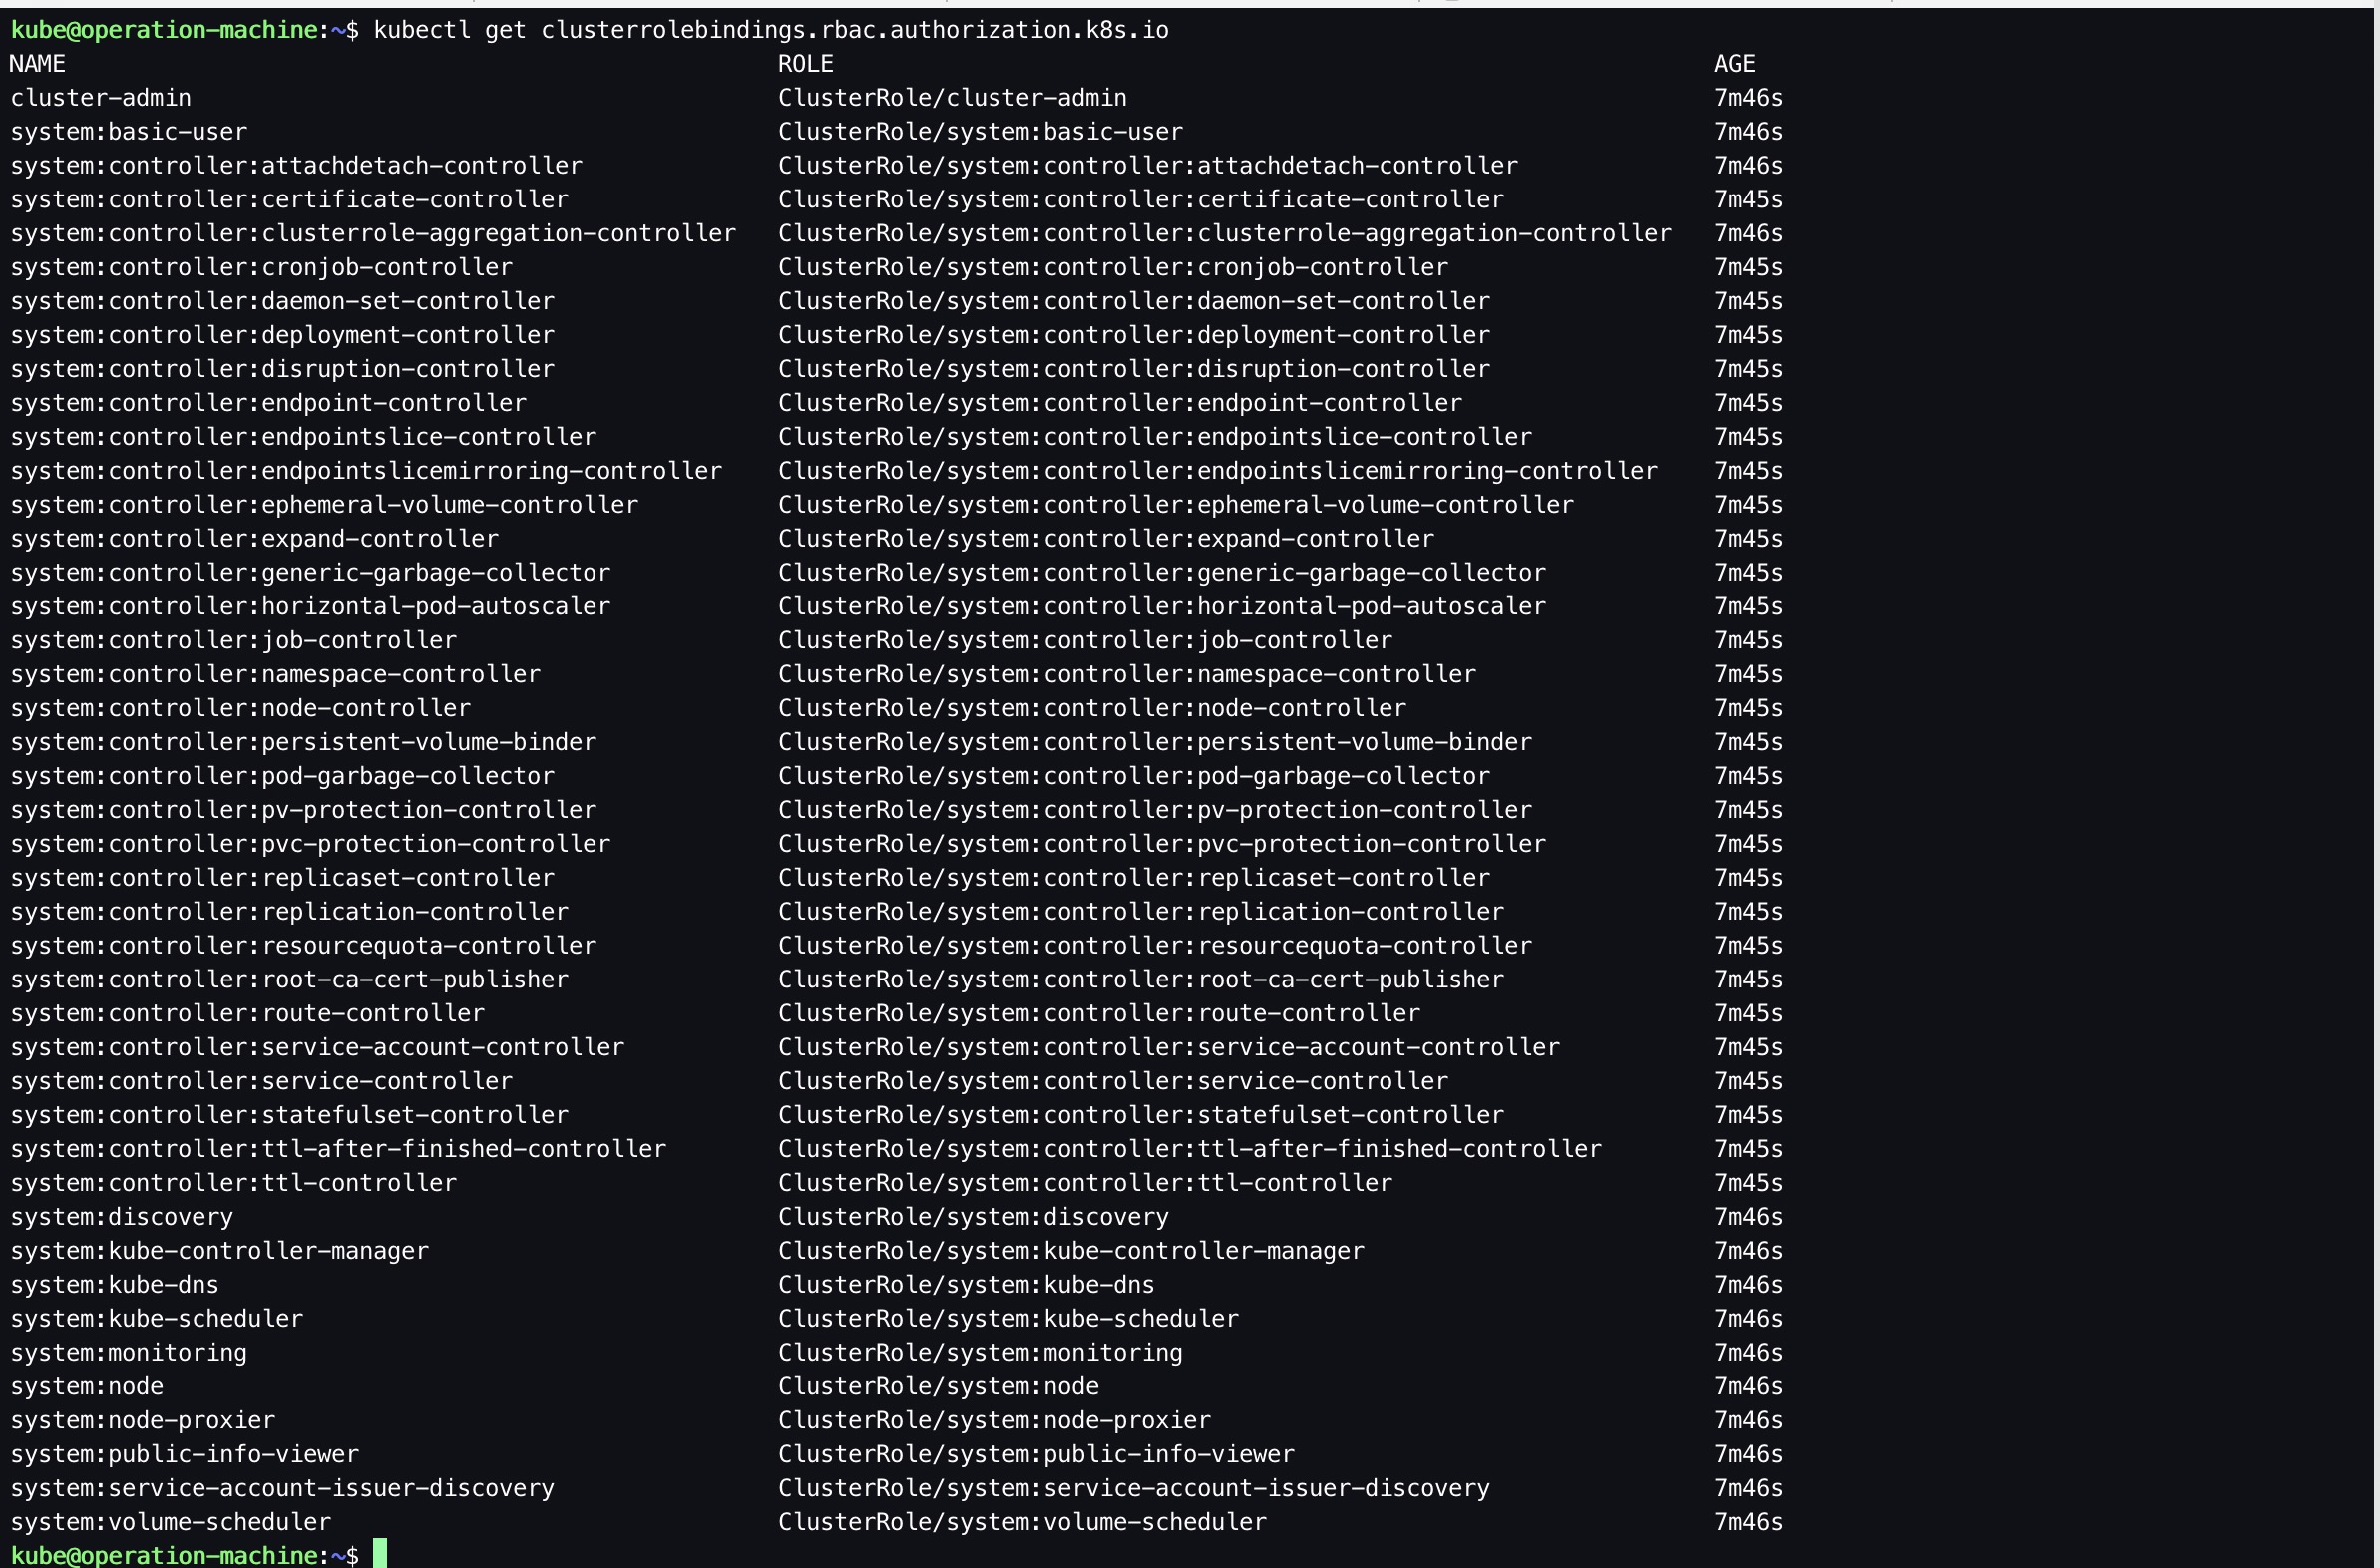 kube@operation-machine:~$ kubectl get clusterrolebindings.rbac.authorization.k8s.io
NAME ROLE AGE
cluster-admin ClusterRole/cluster-admin 7m46s
system:basic-user ClusterRole/system:basic-user 7m46s
system:controller:attachdetach-controller ClusterRole/system:controller:attachdetach-controller 7m46s
system:controller:certificate-controller ClusterRole/system:controller:certificate-controller 7m45s
system:controller:clusterrole-aggregation-controller ClusterRole/system:controller:clusterrole-aggregation-controller 7m46s
system:controller:cronjob-controller ClusterRole/system:controller:cronjob-controller 7m45s
system:controller:daemon-set-controller ClusterRole/system:controller:daemon-set-controller 7m45s
system:controller:deployment-controller ClusterRole/system:controller:deployment-controller 7m45s
system:controller:disruption-controller ClusterRole/system:controller:disruption-controller 7m45s
system:controller:endpoint-controller ClusterRole/system:controller:endpoint-controller 7m45s
system:controller:endpointslice-controller ClusterRole/system:controller:endpointslice-controller 7m45s
system:controller:endpointslicemirroring-controller ClusterRole/system:controller:endpointslicemirroring-controller 7m45s
system:controller:ephemeral-volume-controller ClusterRole/system:controller:ephemeral-volume-controller 7m45s
system:controller:expand-controller ClusterRole/system:controller:expand-controller 7m45s
system:controller:generic-garbage-collector ClusterRole/system:controller:generic-garbage-collector 7m45s
system:controller:horizontal-pod-autoscaler ClusterRole/system:controller:horizontal-pod-autoscaler 7m45s
system:controller:job-controller ClusterRole/system:controller:job-controller 7m45s
system:controller:namespace-controller ClusterRole/system:controller:namespace-controller 7m45s
system:controller:node-controller ClusterRole/system:controller:node-controller 7m45s
system:controller:persistent-volume-binder ClusterRole/system:controller:persistent-volume-binder 7m45s
system:controller:pod-garbage-collector ClusterRole/system:controller:pod-garbage-collector 7m45s
system:controller:pv-protection-controller ClusterRole/system:controller:pv-protection-controller 7m45s
system:controller:pvc-protection-controller ClusterRole/system:controller:pvc-protection-controller 7m45s
system:controller:replicaset-controller ClusterRole/system:controller:replicaset-controller 7m45s
system:controller:replication-controller ClusterRole/system:controller:replication-controller 7m45s
system:controller:resourcequota-controller ClusterRole/system:controller:resourcequota-controller 7m45s
system:controller:root-ca-cert-publisher ClusterRole/system:controller:root-ca-cert-publisher 7m45s
system:controller:route-controller ClusterRole/system:controller:route-controller 7m45s
system:controller:service-account-controller ClusterRole/system:controller:service-account-controller 7m45s
system:controller:service-controller ClusterRole/system:controller:service-controller 7m45s
system:controller:statefulset-controller ClusterRole/system:controller:statefulset-controller 7m45s
system:controller:ttl-after-finished-controller ClusterRole/system:controller:ttl-after-finished-controller 7m45s
system:controller:ttl-controller ClusterRole/system:controller:ttl-controller 7m45s
system:discovery ClusterRole/system:discovery 7m46s
system:kube-controller-manager ClusterRole/system:kube-controller-manager 7m46s
system:kube-dns ClusterRole/system:kube-dns 7m46s
system:kube-scheduler ClusterRole/system:kube-scheduler 7m46s
system:monitoring ClusterRole/system:monitoring 7m46s
system:node ClusterRole/system:node 7m46s
system:node-proxier ClusterRole/system:node-proxier 7m46s
system:public-info-viewer ClusterRole/system:public-info-viewer 7m46s
system:service-account-issuer-discovery ClusterRole/system:service-account-issuer-discovery 7m46s
system:volume-scheduler ClusterRole/system:volume-scheduler 7m46s
kube@operation-machine:~$